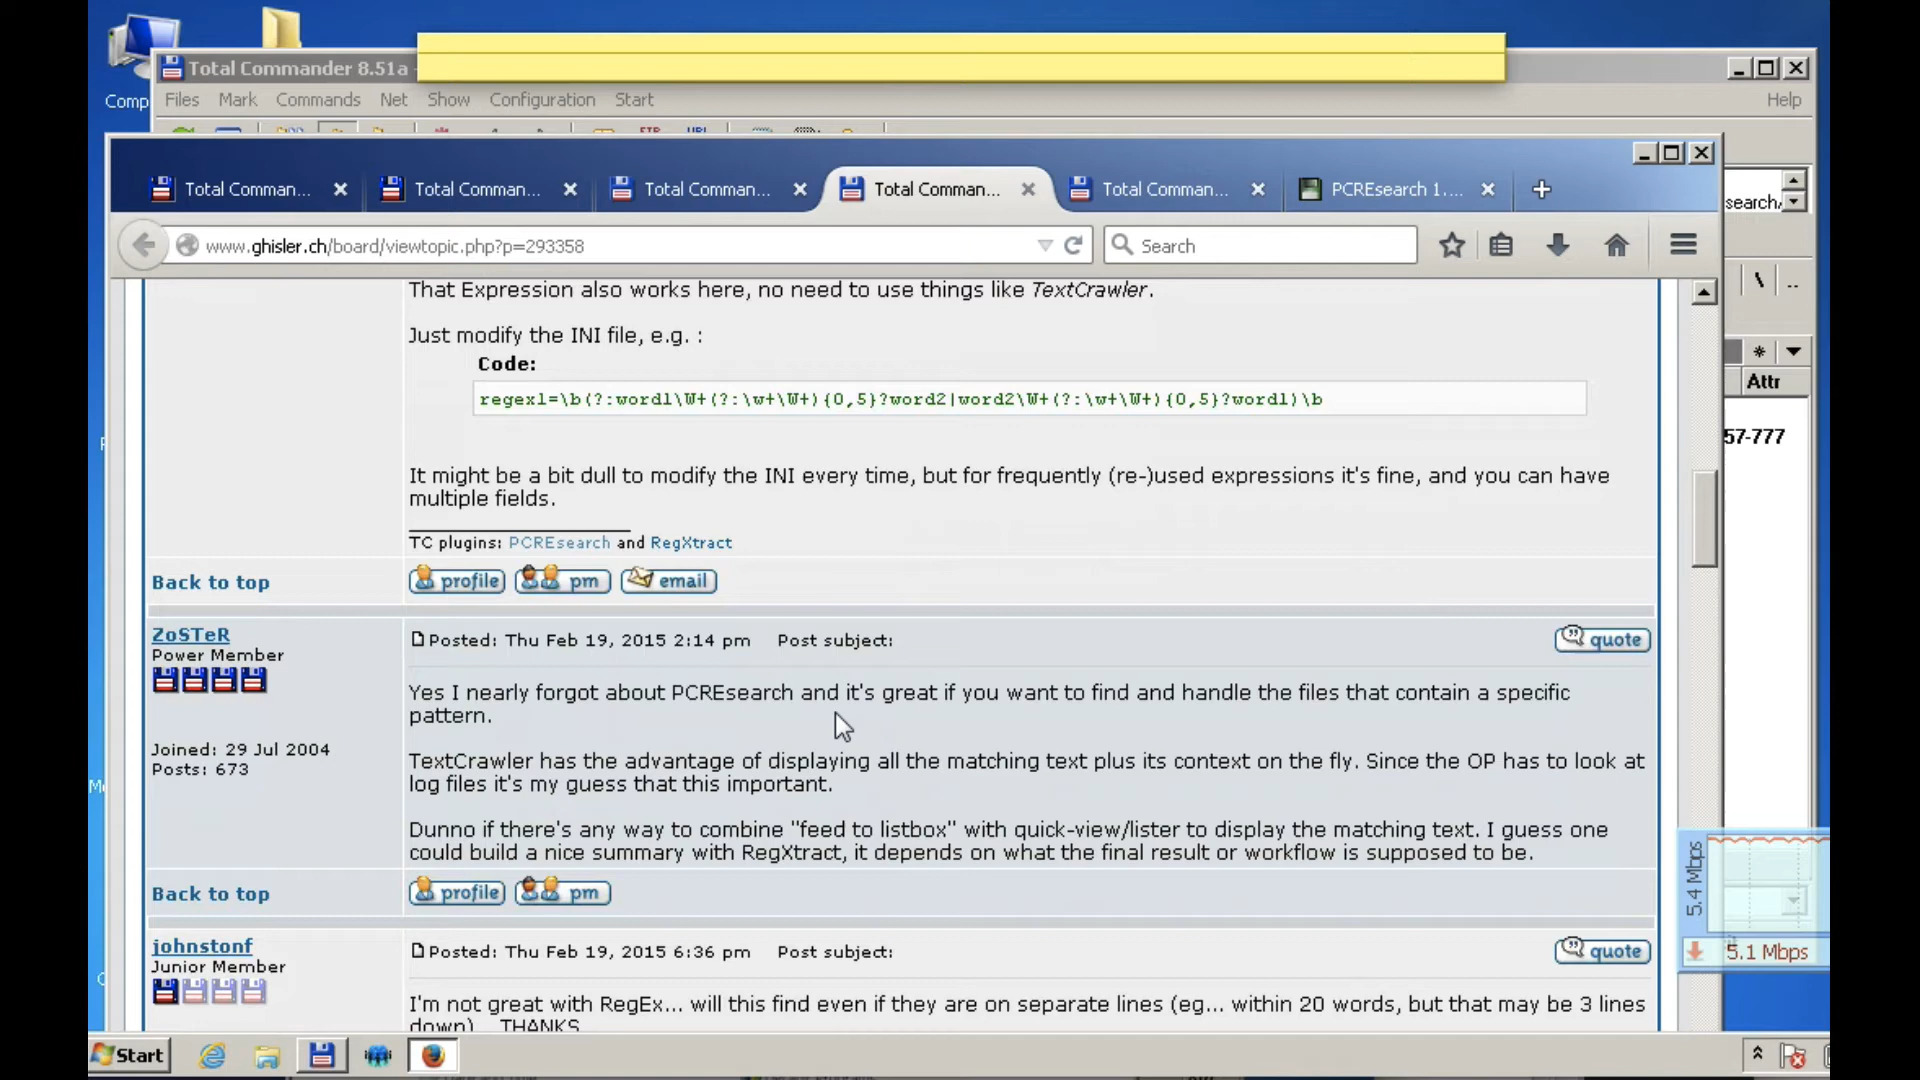 Comp
Total Commander 8.51a
Files Mark Commands Net Show Configuration Start Help
Total Comman... Total Comman... Total Comman... Total Comman... Total Comman... PCREsearch 1....
search
www.ghisler.ch/board/viewtopic.php?p=293358 Search
\ ..
That Expression also works here, no need to use things like TextCrawler.
Just modify the INI file, e.g. :
Code:
Attr
regex1=\b(?:word1\W+(?:\w+\W+){0,5}?word2|word2\W+(?:\w+\W+){0,5}?word1)\b
57-777
It might be a bit dull to modify the INI every time, but for frequently (re-)used expressions it's fine, and you can have
multiple fields.
TC plugins: PCREsearch and RegXtract
Back to top profile pm email
ZoSTeR
Power Member
Joined: 29 Jul 2004
Posts: 673
Posted: Thu Feb 19, 2015 2:14 pm Post subject: quote
Yes I nearly forgot about PCREsearch and it's great if you want to find and handle the files that contain a specific
pattern.
TextCrawler has the advantage of displaying all the matching text plus its context on the fly. Since the OP has to look at
log files it's my guess that this important.
Dunno if there's any way to combine "feed to listbox" with quick-view/lister to display the matching text. I guess one
could build a nice summary with RegXtract, it depends on what the final result or workflow is supposed to be.
Back to top profile pm
5.4 Mbps
5.1 Mbps
johnstonf
Junior Member
Posted: Thu Feb 19, 2015 6:36 pm Post subject: quote
I'm not great with RegEx... will this find even if they are on separate lines (eg... within 20 words, but that may be 3 lines
down) THANKS
Start